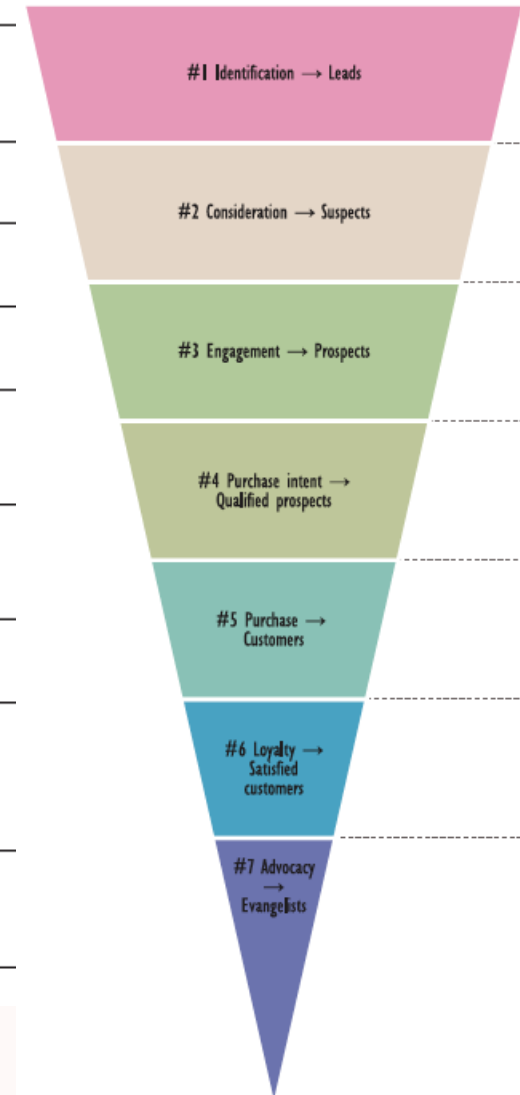 #1 Identification → Leads
#2 Consideration → Suspects
#3 Engagement → Prospects
#4 Purchase intent →
Qualified prospects
#5 Purchase →
Customers
#6 Loyalty →
Satisfied
customers
#7 Advocacy
→
Evangelists